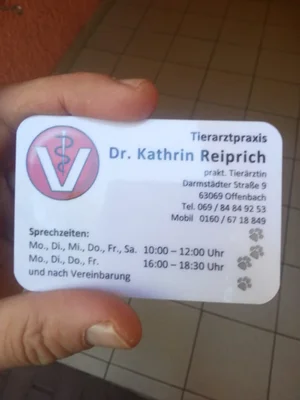 Tierarztpraxis
V
Dr. Kathrin Reiprich
prakt. Tierärztin
Darmstädter Straße 9
63069 Offenbach
Tel. 069 / 84 84 92 53
Mobil 0160 / 67 18 849
Sprechzeiten:
Mo., Di., Mi., Do., Fr., Sa. 10:00 – 12:00 Uhr
Mo., Di., Do., Fr. 16:00 – 18:30 Uhr
und nach Vereinbarung